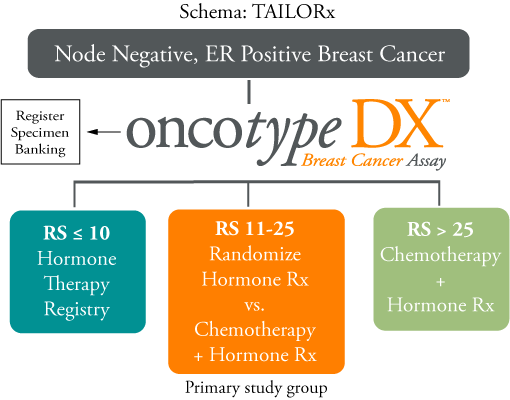 Schema: TAILORx
Node Negative, ER Positive Breast Cancer
Register
Specimen
Banking
oncotype DX™
Breast Cancer Assay
RS ≤ 10
Hormone
Therapy
Registry
RS 11-25
Randomize
Hormone Rx
vs.
Chemotherapy
+ Hormone Rx
RS > 25
Chemotherapy
+
Hormone Rx
Primary study group